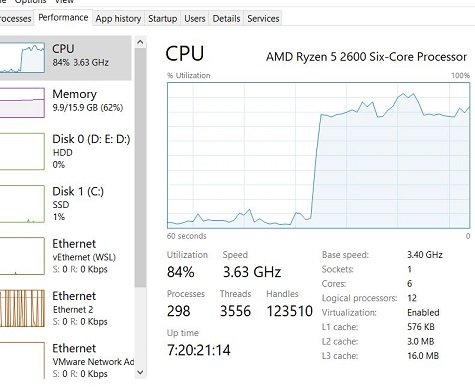 Options View
Processes Performance App history Startup Users Details Services
CPU
84% 3.63 GHz
Memory
9.9/15.9 GB (62%)
Disk 0 (D: E: D:)
HDD
0%
Disk 1 (C:)
SSD
1%
Ethernet
vEthernet (WSL)
S: 0 R: 0 Kbps
Ethernet
Ethernet 2
S: 0 R: 0 Kbps
Ethernet
VMware Network Ad
S: 0 R: 0 Kbps
CPU
AMD Ryzen 5 2600 Six-Core Processor
% Utilization 100%
60 seconds 0
Utilization Speed
84% 3.63 GHz
Processes Threads Handles
298 3556 123510
Up time
7:20:21:14
Base speed: 3.40 GHz
Sockets: 1
Cores: 6
Logical processors: 12
Virtualization: Enabled
L1 cache: 576 KB
L2 cache: 3.0 MB
L3 cache: 16.0 MB